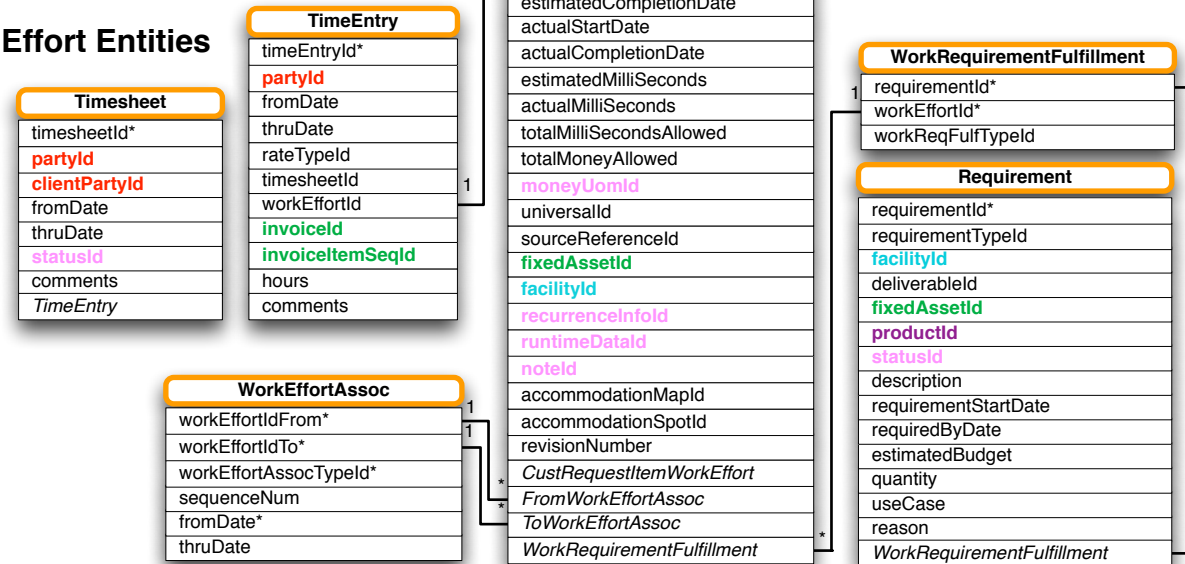 Effort Entities
Timesheet
timesheetId*
partyId
clientPartyId
fromDate
thruDate
statusId
comments
TimeEntry
TimeEntry
timeEntryId*
partyId
fromDate
thruDate
rateTypeId
timesheetId
workEffortId
invoiceId
invoiceItemSeqId
hours
comments
1
WorkEffortAssoc
workEffortIdFrom*
workEffortIdTo*
workEffortAssocTypeId*
sequenceNum
fromDate*
thruDate
1
1
*
*
estimatedCompletionDate
actualStartDate
actualCompletionDate
estimatedMilliSeconds
actualMilliSeconds
totalMilliSecondsAllowed
totalMoneyAllowed
moneyUomId
universalId
sourceReferenceId
fixedAssetId
facilityId
recurrenceInfoId
runtimeDataId
noteId
accommodationMapId
accommodationSpotId
revisionNumber
CustRequestItemWorkEffort
FromWorkEffortAssoc
ToWorkEffortAssoc
WorkRequirementFulfillment
*
1
WorkRequirementFulfillment
requirementId*
workEffortId*
workReqFulfTypeId
Requirement
requirementId*
requirementTypeId
facilityId
deliverableId
fixedAssetId
productId
statusId
description
requirementStartDate
requiredByDate
estimatedBudget
quantity
useCase
reason
WorkRequirementFulfillment